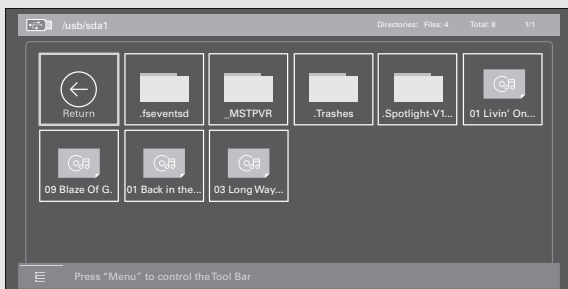 /usb/sda1 Directories: Files: 4 Total: 8 1/1
Return .fseventsd _MSTPVR .Trashes .Spotlight-V1... 01 Livin’ On...
09 Blaze Of G. 01 Back in the... 03 Long Way...
Press “Menu” to control the Tool Bar